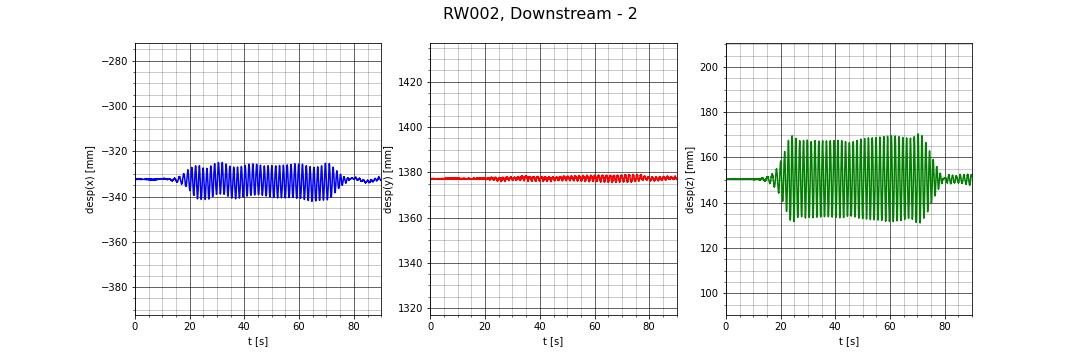 RW002, Downstream - 2
desp(x) [mm]
−280
−300
−320
−340
−360
−380
0 20 40 60 80
t [s]
desp(y) [mm]
1420
1400
1380
1360
1340
1320
0 20 40 60 80
t [s]
desp(z) [mm]
200
180
160
140
120
100
0 20 40 60 80
t [s]